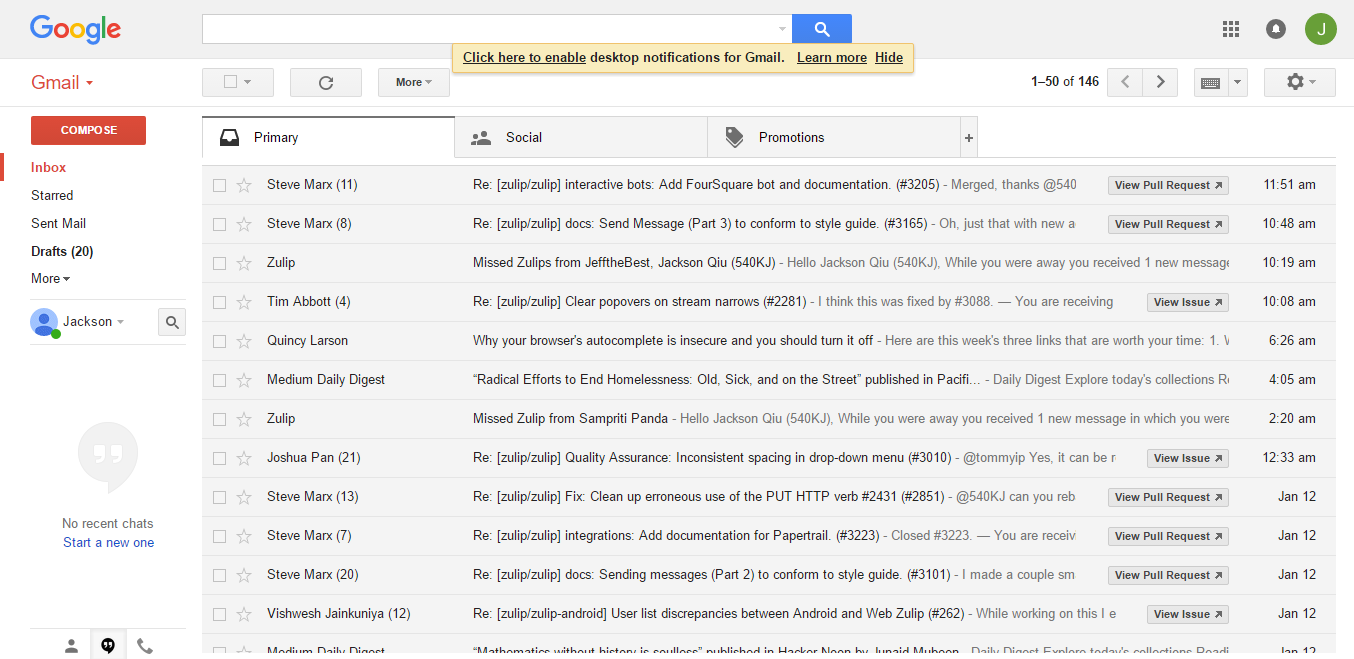 Google
J
Click here to enable desktop notifications for Gmail. Learn more Hide
Gmail
More
1–50 of 146
COMPOSE
Inbox
Starred
Sent Mail
Drafts (20)
More
Jackson
No recent chats
Start a new one
Primary
Social
Promotions
+
Steve Marx (11) Re: [zulip/zulip] interactive bots: Add FourSquare bot and documentation. (#3205) - Merged, thanks @540 View Pull Request 11:51 am
Steve Marx (8) Re: [zulip/zulip] docs: Send Message (Part 3) to conform to style guide. (#3165) - Oh, just that with new a View Pull Request 10:48 am
Zulip Missed Zulips from JefftheBest, Jackson Qiu (540KJ) - Hello Jackson Qiu (540KJ), While you were away you received 1 new message 10:19 am
Tim Abbott (4) Re: [zulip/zulip] Clear popovers on stream narrows (#2281) - I think this was fixed by #3088. — You are receiving View Issue 10:08 am
Quincy Larson Why your browser's autocomplete is insecure and you should turn it off - Here are this week's three links that are worth your time: 1. 6:26 am
Medium Daily Digest “Radical Efforts to End Homelessness: Old, Sick, and on the Street” published in Pacifi... - Daily Digest Explore today's collections 4:05 am
Zulip Missed Zulip from Sampriti Panda - Hello Jackson Qiu (540KJ), While you were away you received 1 new message in which you were 2:20 am
Joshua Pan (21) Re: [zulip/zulip] Quality Assurance: Inconsistent spacing in drop-down menu (#3010) - @tommyip Yes, it can be r View Issue 12:33 am
Steve Marx (13) Re: [zulip/zulip] Fix: Clean up erroneous use of the PUT HTTP verb #2431 (#2851) - @540KJ can you reb View Pull Request Jan 12
Steve Marx (7) Re: [zulip/zulip] integrations: Add documentation for Papertrail. (#3223) - Closed #3223. — You are receiv View Pull Request Jan 12
Steve Marx (20) Re: [zulip/zulip] docs: Sending messages (Part 2) to conform to style guide. (#3101) - I made a couple sm View Pull Request Jan 12
Vishwesh Jainkuniya (12) Re: [zulip/zulip-android] User list discrepancies between Android and Web Zulip (#262) - While working on this I e View Issue Jan 12
Medium Daily Digest “Mathematics without history is soulless” published in Hacker Noon by Junaid Mubeen - Daily Digest Explore today's collections Readi Jan 12